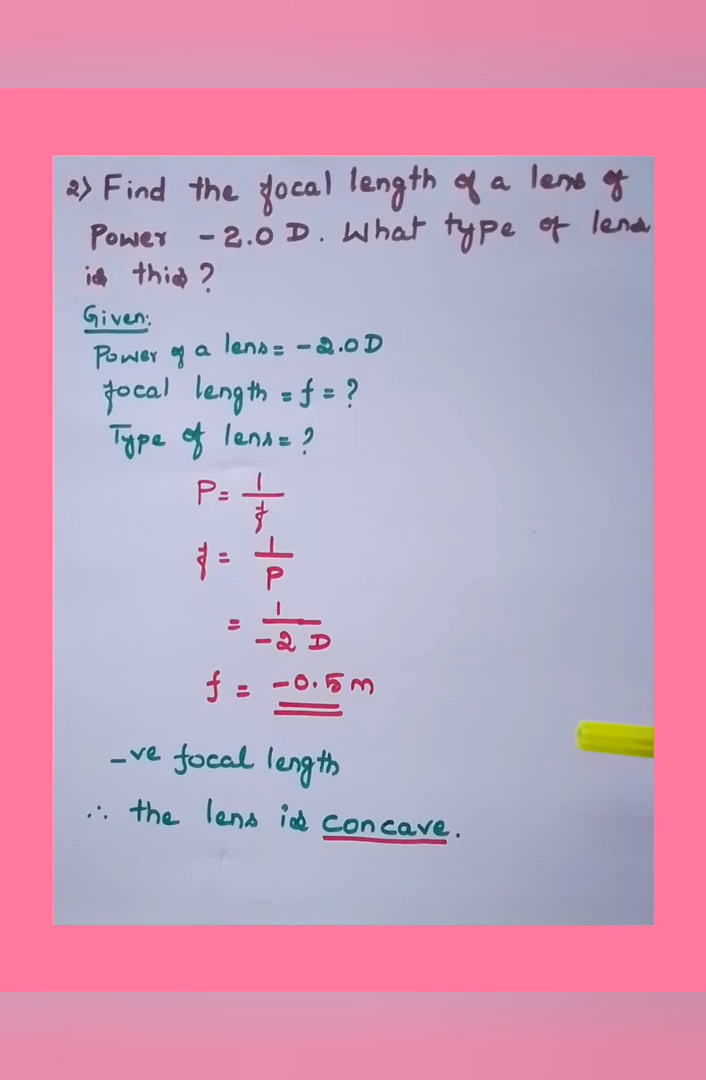 2) Find the focal length of a lens of
Power -2.0 D. What type of lens
is this?
Given:
Power of a lens = -2.0 D
focal length = f = ?
Type of lens = ?
P = 1/f
f = 1/P
= 1/-2 D
f = -0.5 m
-ve focal length
∴ the lens is concave.